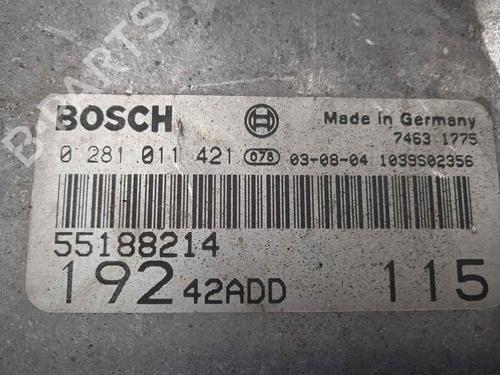 B-PARTS
BOSCH Made in Germany
7463 1775
0 281 011 421 078 03-08-04 1039S02356
55188214
192 42ADD 115